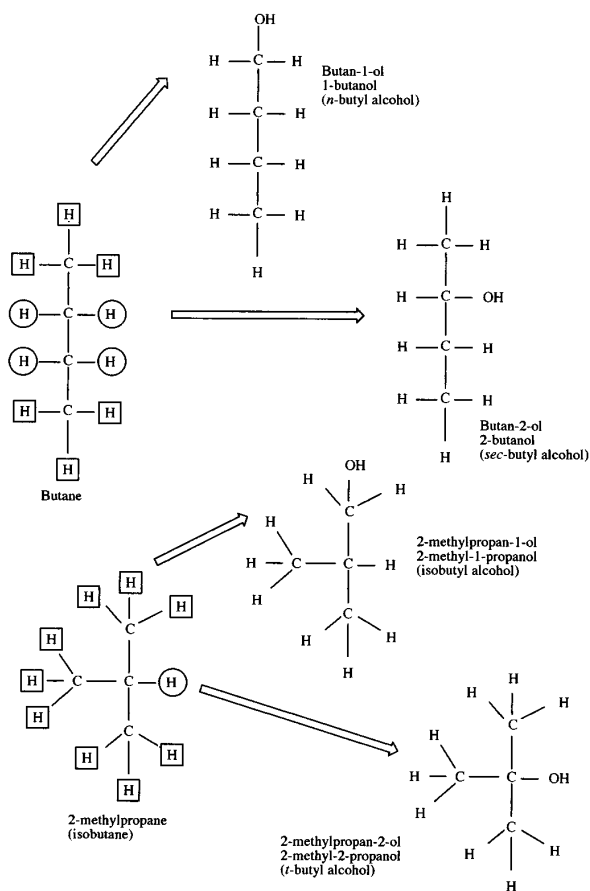 OH
H — C — H
H — C — H
H — C — H
H — C — H
H
Butan-1-ol
1-butanol
(n-butyl alcohol)
H
H — C — H
H — C — H
H — C — H
H — C — H
H
Butane
H
H — C — H
H — C — OH
H — C — H
H — C — H
H
Butan-2-ol
2-butanol
(sec-butyl alcohol)
OH
H H
C
H
H — C — C — H
H
C
H H
H
2-methylpropan-1-ol
2-methyl-1-propanol
(isobutyl alcohol)
H
H H
C
H
H — C — C — H
H
C
H H
H
2-methylpropane
(isobutane)
H
H H
C
H
H — C — C — OH
H
C
H H
H
2-methylpropan-2-ol
2-methyl-2-propanol
(t-butyl alcohol)